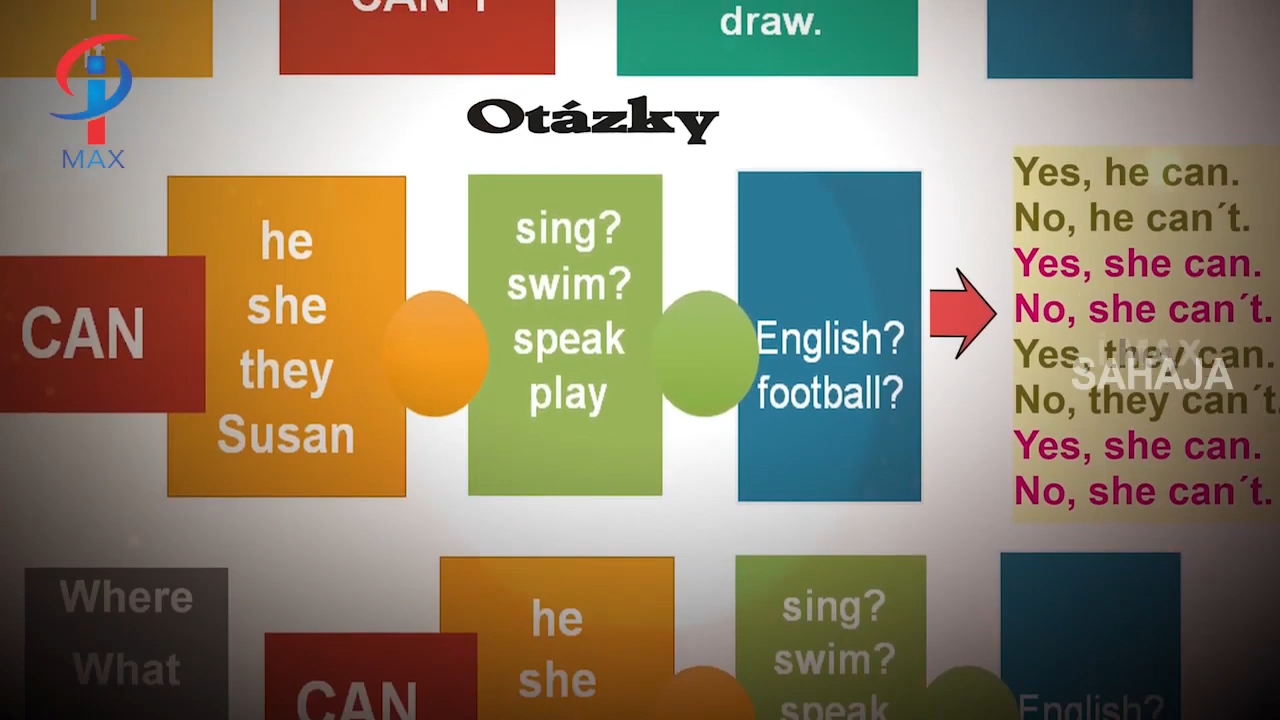 CAN'T
draw.
MAX
Otázky
CAN
he
she
they
Susan
sing?
swim?
speak
play
English?
football?
Yes, he can.
No, he can´t.
Yes, she can.
No, she can´t.
Yes, they can.
No, they can´t.
Yes, she can.
No, she can´t.
I MAX
SAHAJA
Where
What
CAN
he
she
sing?
swim?
speak
English?